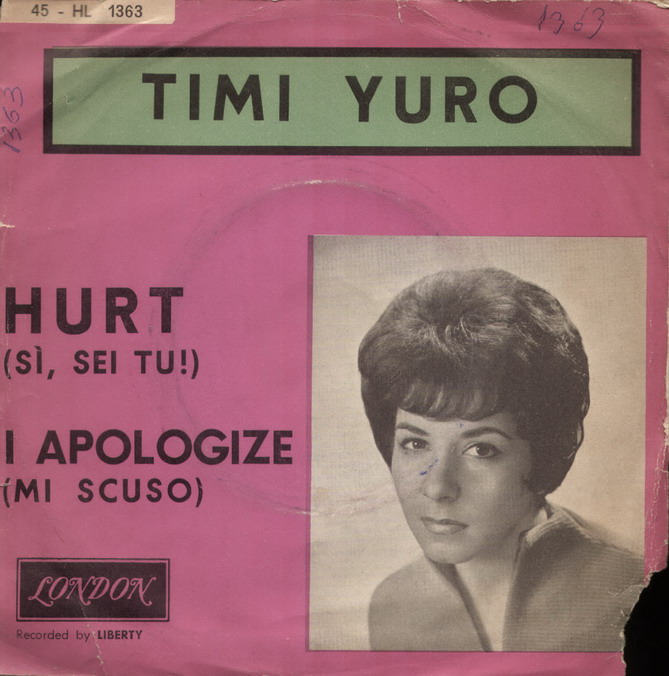 45 - HL 1363
1363
1363
TIMI YURO
HURT
(SÌ, SEI TU!)
I APOLOGIZE
(MI SCUSO)
LONDON
Recorded by LIBERTY